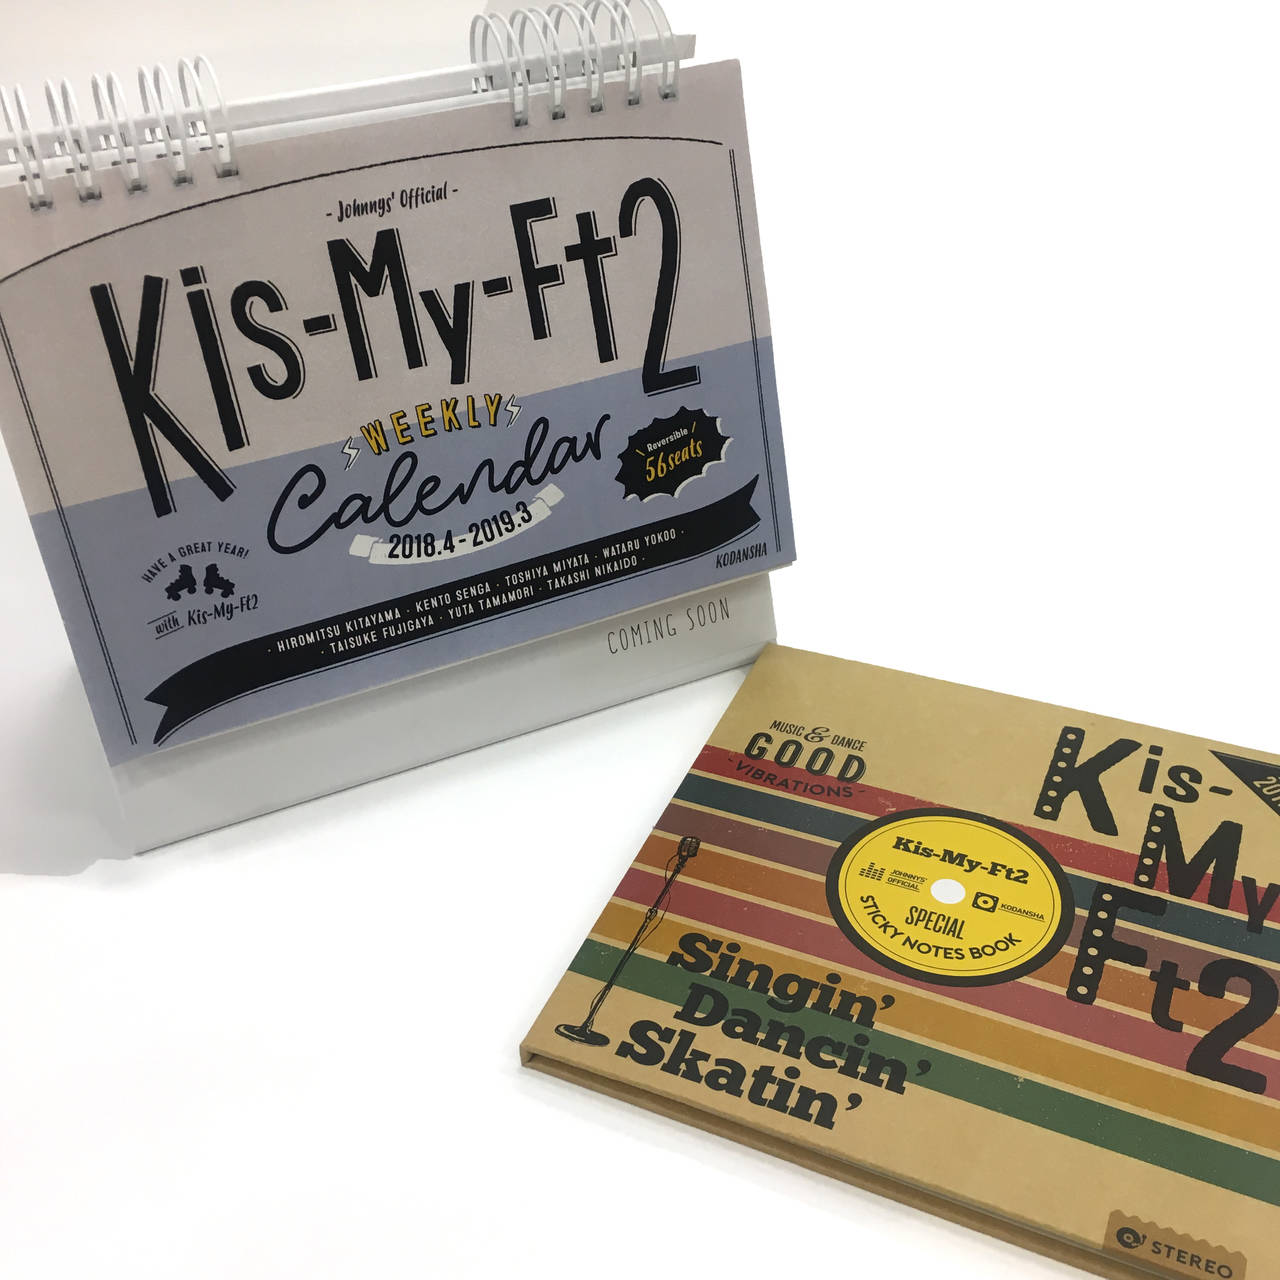 - Johnnys' Official -
Kis-My-Ft2
WEEKLY
Calendar
2018.4-2019.3
Reversible
56seats
HAVE A GREAT YEAR!
with Kis-My-Ft2
· HIROMITSU KITAYAMA · KENTO SENGA · TOSHIYA MIYATA · WATARU YOKOO ·
· TAISUKE FUJIGAYA · YUTA TAMAMORI · TAKASHI NIKAIDO ·
KODANSHA
COMING SOON
MUSIC & DANCE
GOOD
-VIBRATIONS-
Kis-
My
Ft2
Kis-My-Ft2
JOHNNYS'
OFFICIAL
KODANSHA
SPECIAL
STICKY NOTES BOOK
Singin'
Dancin'
Skatin'
STEREO